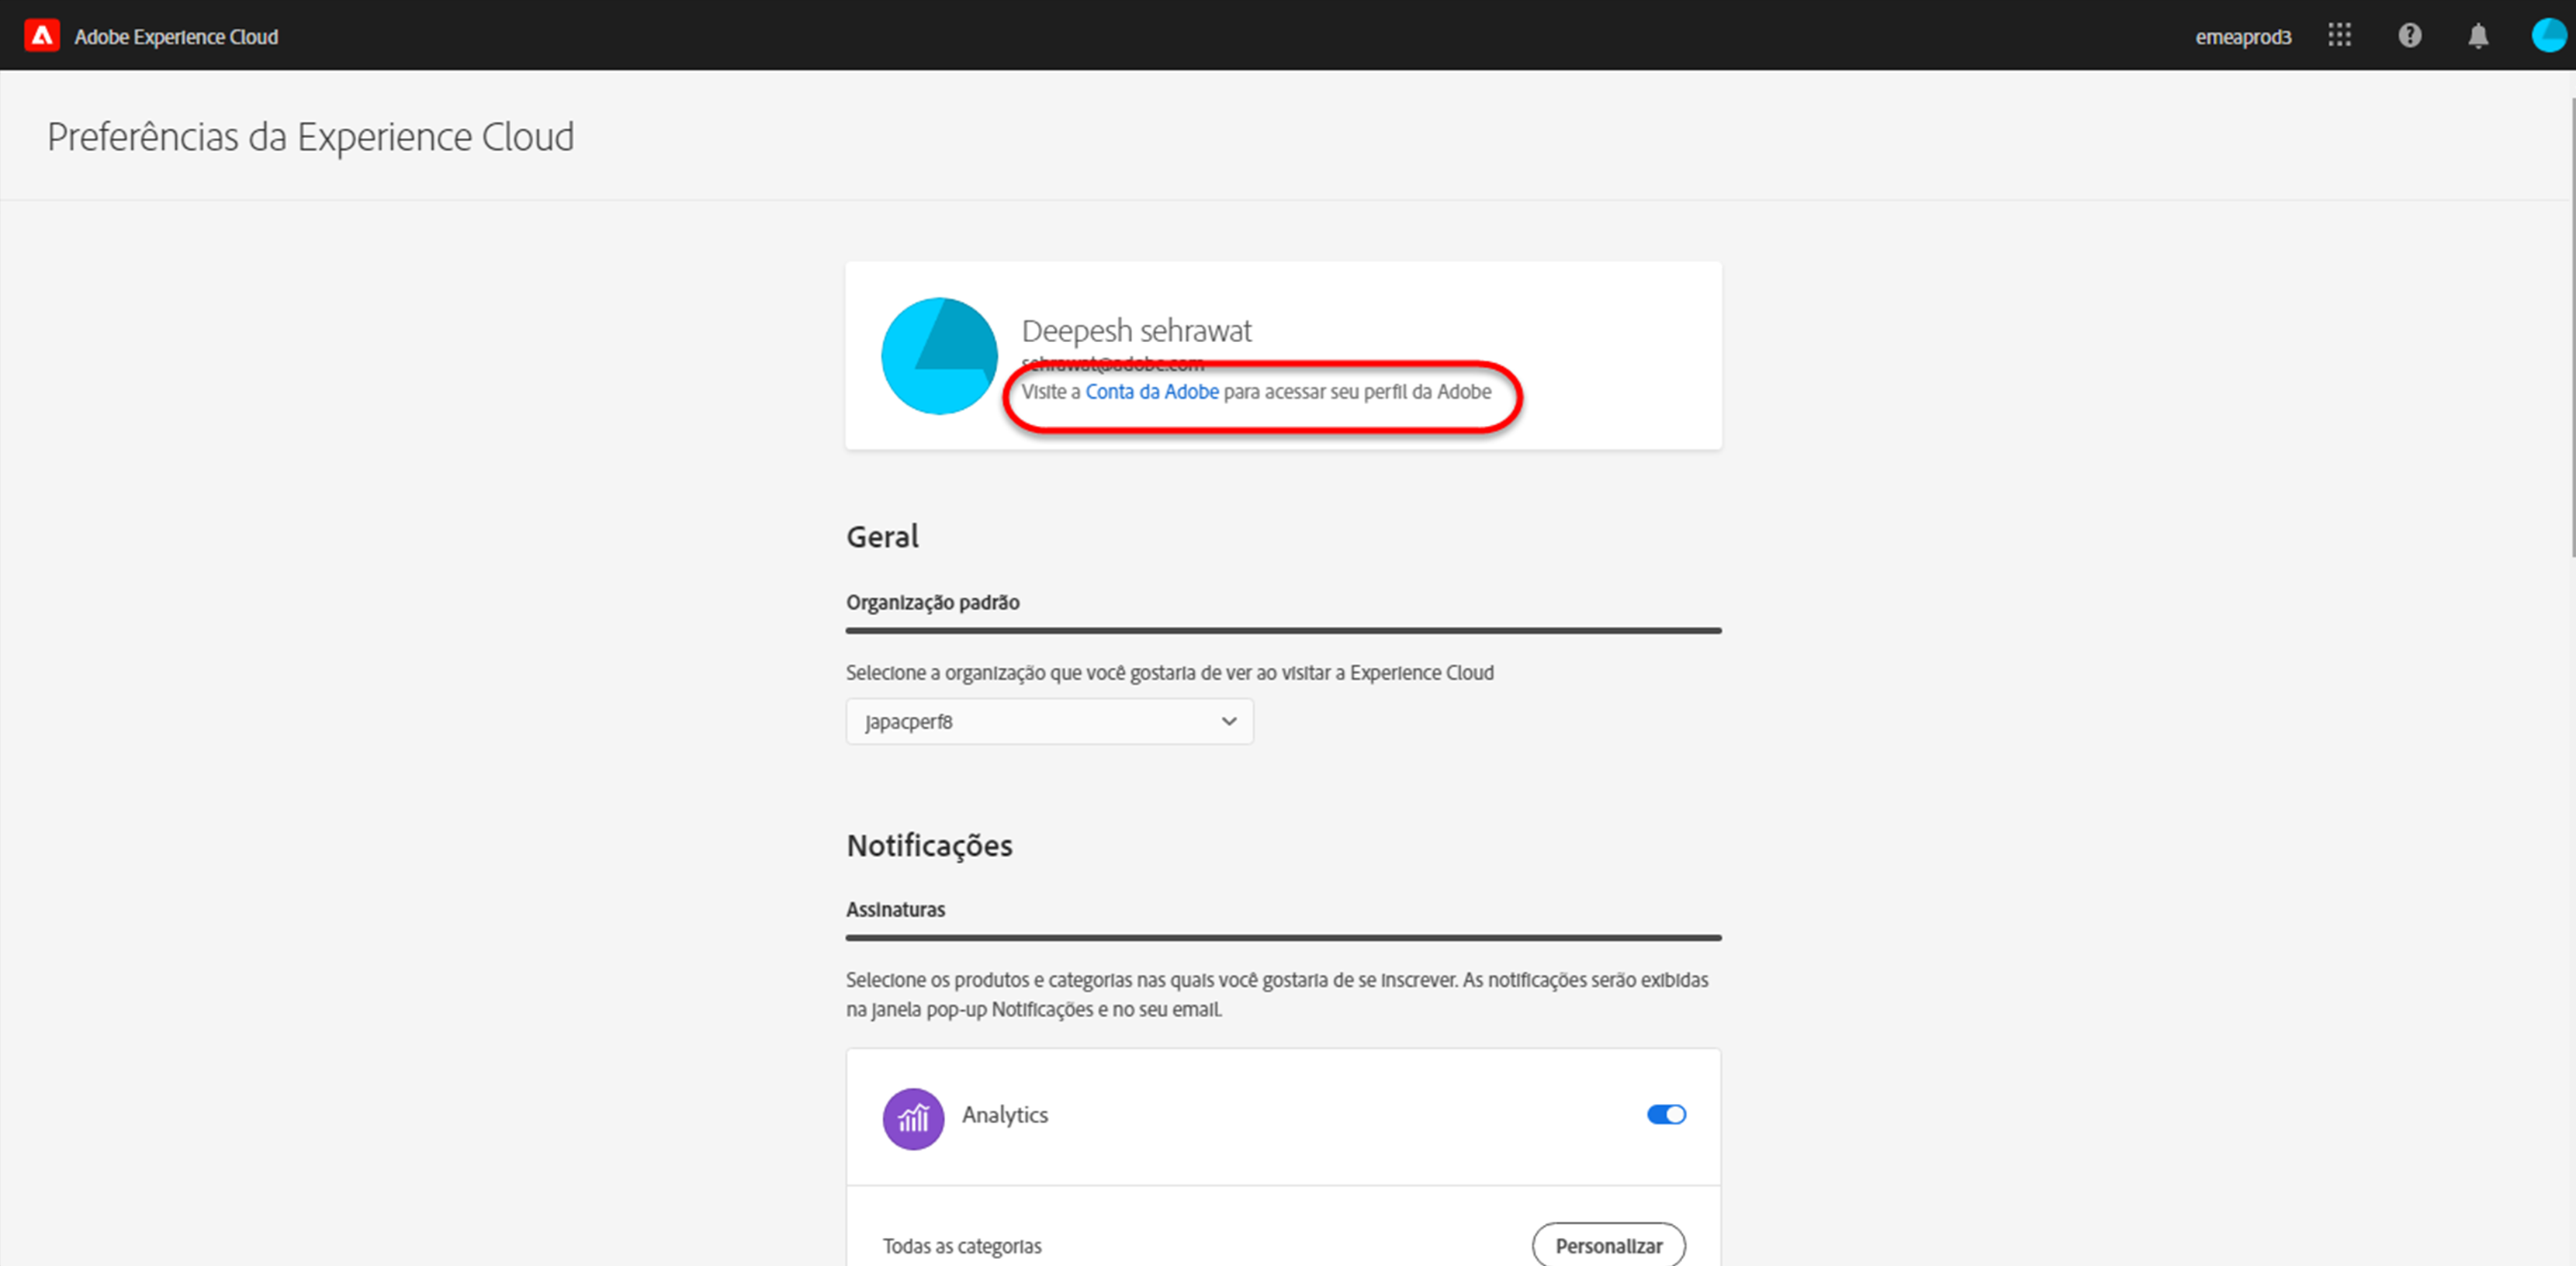 Adobe Experience Cloud
emeaprod3
Preferências da Experience Cloud
Deepesh sehrawat
sehrawat@adobe.com
Visite a Conta da Adobe para acessar seu perfil da Adobe
Geral
Organização padrão
Selecione a organização que você gostaria de ver ao visitar a Experience Cloud
Japacperf8
Notificações
Assinaturas
Selecione os produtos e categorias nas quais você gostaria de se inscrever. As notificações serão exibidas
na janela pop-up Notificações e no seu email.
Analytics
Todas as categorias
Personalizar